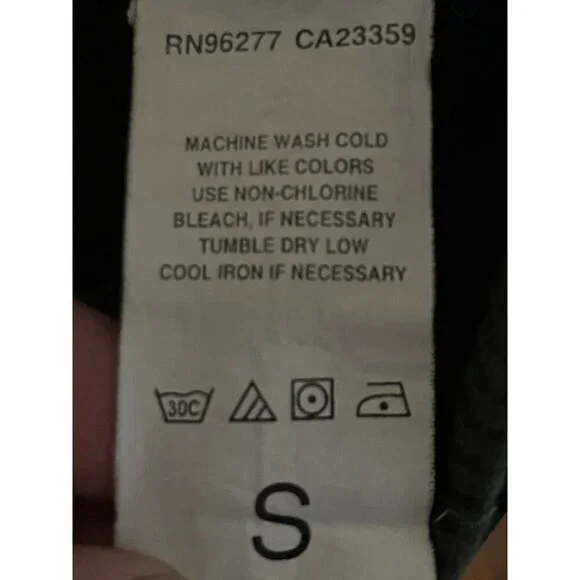 RN96277 CA23359
MACHINE WASH COLD
WITH LIKE COLORS
USE NON-CHLORINE
BLEACH, IF NECESSARY
TUMBLE DRY LOW
COOL IRON IF NECESSARY
30C
S